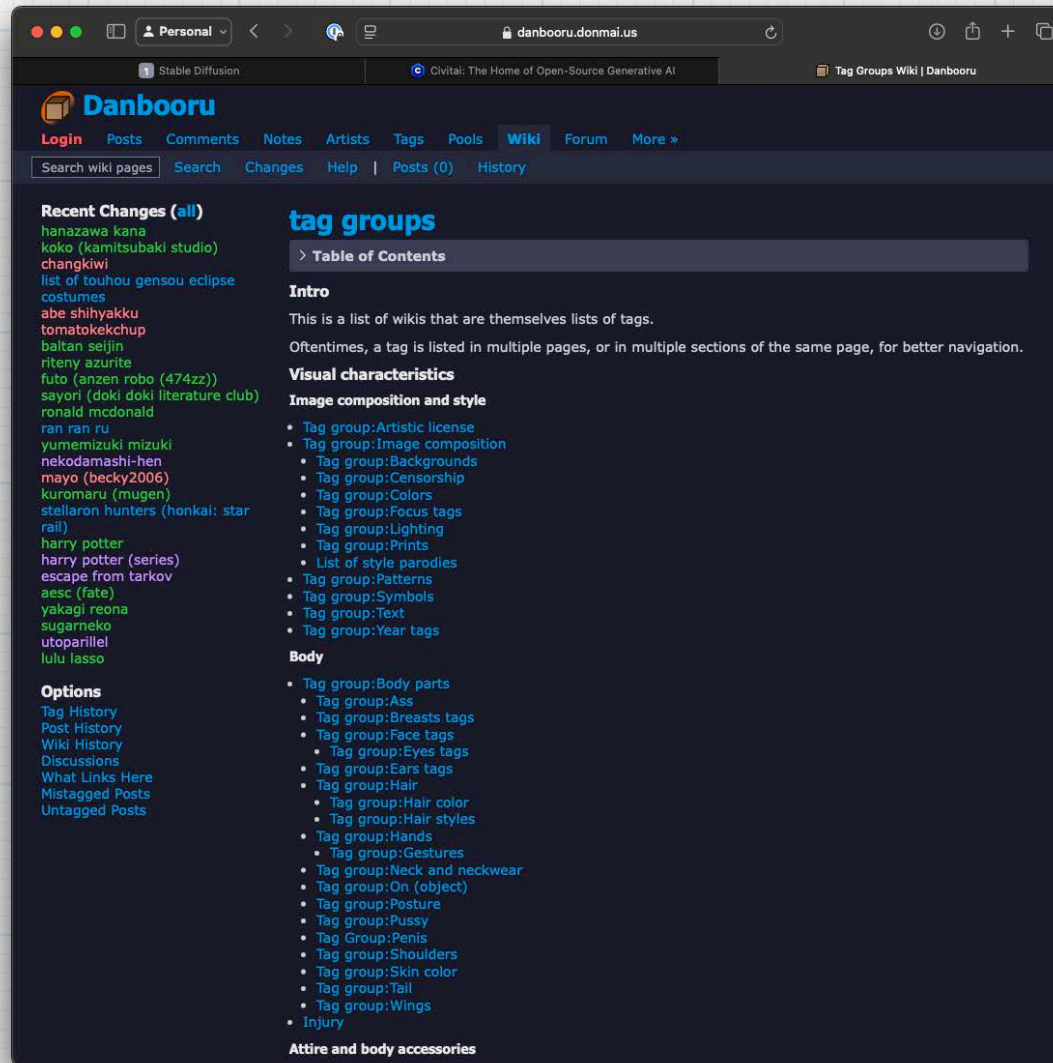 Personal
danbooru.donmai.us
1 Stable Diffusion
Civitai: The Home of Open-Source Generative AI
Tag Groups Wiki | Danbooru
Danbooru
Login Posts Comments Notes Artists Tags Pools Wiki Forum More »
Search wiki pages Search Changes Help | Posts (0) History
Recent Changes (all)
hanazawa kana
koko (kamitsubaki studio)
changkiwi
list of touhou gensou eclipse
costumes
abe shihyakku
tomatokekchup
baltan seijin
riteny azurite
futo (anzen robo (474zz))
sayori (doki doki literature club)
ronald mcdonald
ran ran ru
yumemizuki mizuki
nekodamashi-hen
mayo (becky2006)
kuromaru (mugen)
stellaron hunters (honkai: star
rail)
harry potter
harry potter (series)
escape from tarkov
aesc (fate)
yakagi reona
sugarneko
utoparillel
lulu lasso
Options
Tag History
Post History
Wiki History
Discussions
What Links Here
Mistagged Posts
Untagged Posts
tag groups
> Table of Contents
Intro
This is a list of wikis that are themselves lists of tags.
Oftentimes, a tag is listed in multiple pages, or in multiple sections of the same page, for better navigation.
Visual characteristics
Image composition and style
• Tag group:Artistic license
• Tag group:Image composition
• Tag group:Backgrounds
• Tag group:Censorship
• Tag group:Colors
• Tag group:Focus tags
• Tag group:Lighting
• Tag group:Prints
• List of style parodies
• Tag group:Patterns
• Tag group:Symbols
• Tag group:Text
• Tag group:Year tags
Body
• Tag group:Body parts
• Tag group:Ass
• Tag group:Breasts tags
• Tag group:Face tags
• Tag group:Eyes tags
• Tag group:Ears tags
• Tag group:Hair
• Tag group:Hair color
• Tag group:Hair styles
• Tag group:Hands
• Tag group:Gestures
• Tag group:Neck and neckwear
• Tag group:On (object)
• Tag group:Posture
• Tag group:Pussy
• Tag Group:Penis
• Tag group:Shoulders
• Tag group:Skin color
• Tag group:Tail
• Tag group:Wings
• Injury
Attire and body accessories